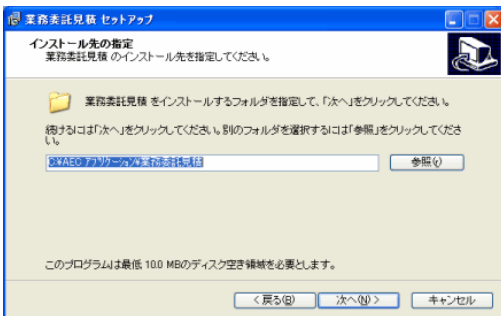 業務委託見積 セットアップ
インストール先の指定
業務委託見積 のインストール先を指定してください。
業務委託見積 をインストールするフォルダを指定して、「次へ」をクリックしてください。
続けるには「次へ」をクリックしてください。別のフォルダを選択するには「参照」をクリックしてくださ
い。
C:¥AEC アプリケーション¥業務委託見積
参照(r)
このプログラムは最低 10.0 MBのディスク空き領域を必要とします。
< 戻る(B)
次へ(N) >
キャンセル